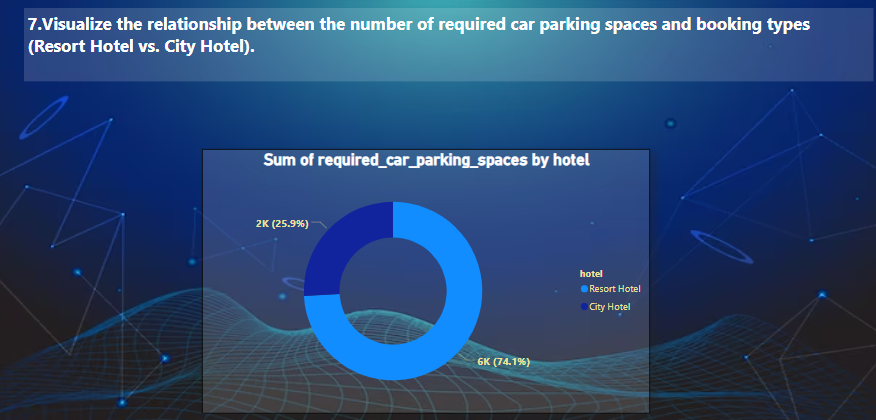 7.Visualize the relationship between the number of required car parking spaces and booking types
(Resort Hotel vs. City Hotel).
Sum of required_car_parking_spaces by hotel
2K (25.9%)
hotel
Resort Hotel
City Hotel
6K (74.1%)